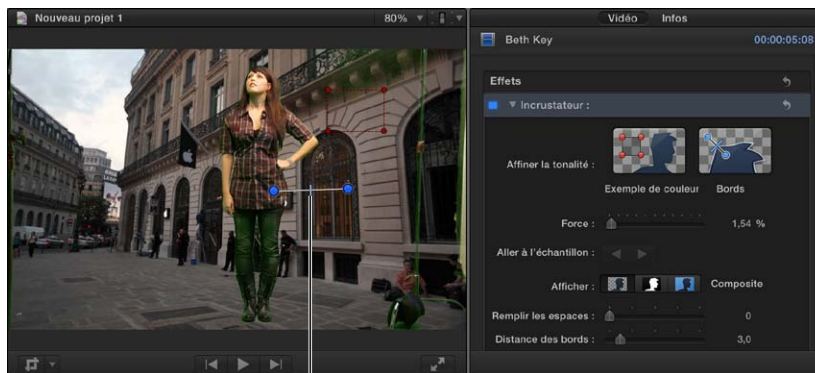 Nouveau projet 1
80%
Vidéo Infos
Beth Key 00:00:05:08
Effets
Incrustateur :
Affiner la tonalité :
Exemple de couleur Bords
Force : 1,54 %
Aller à l'échantillon :
Afficher : Composite
Remplir les espaces : 0
Distance des bords : 3,0